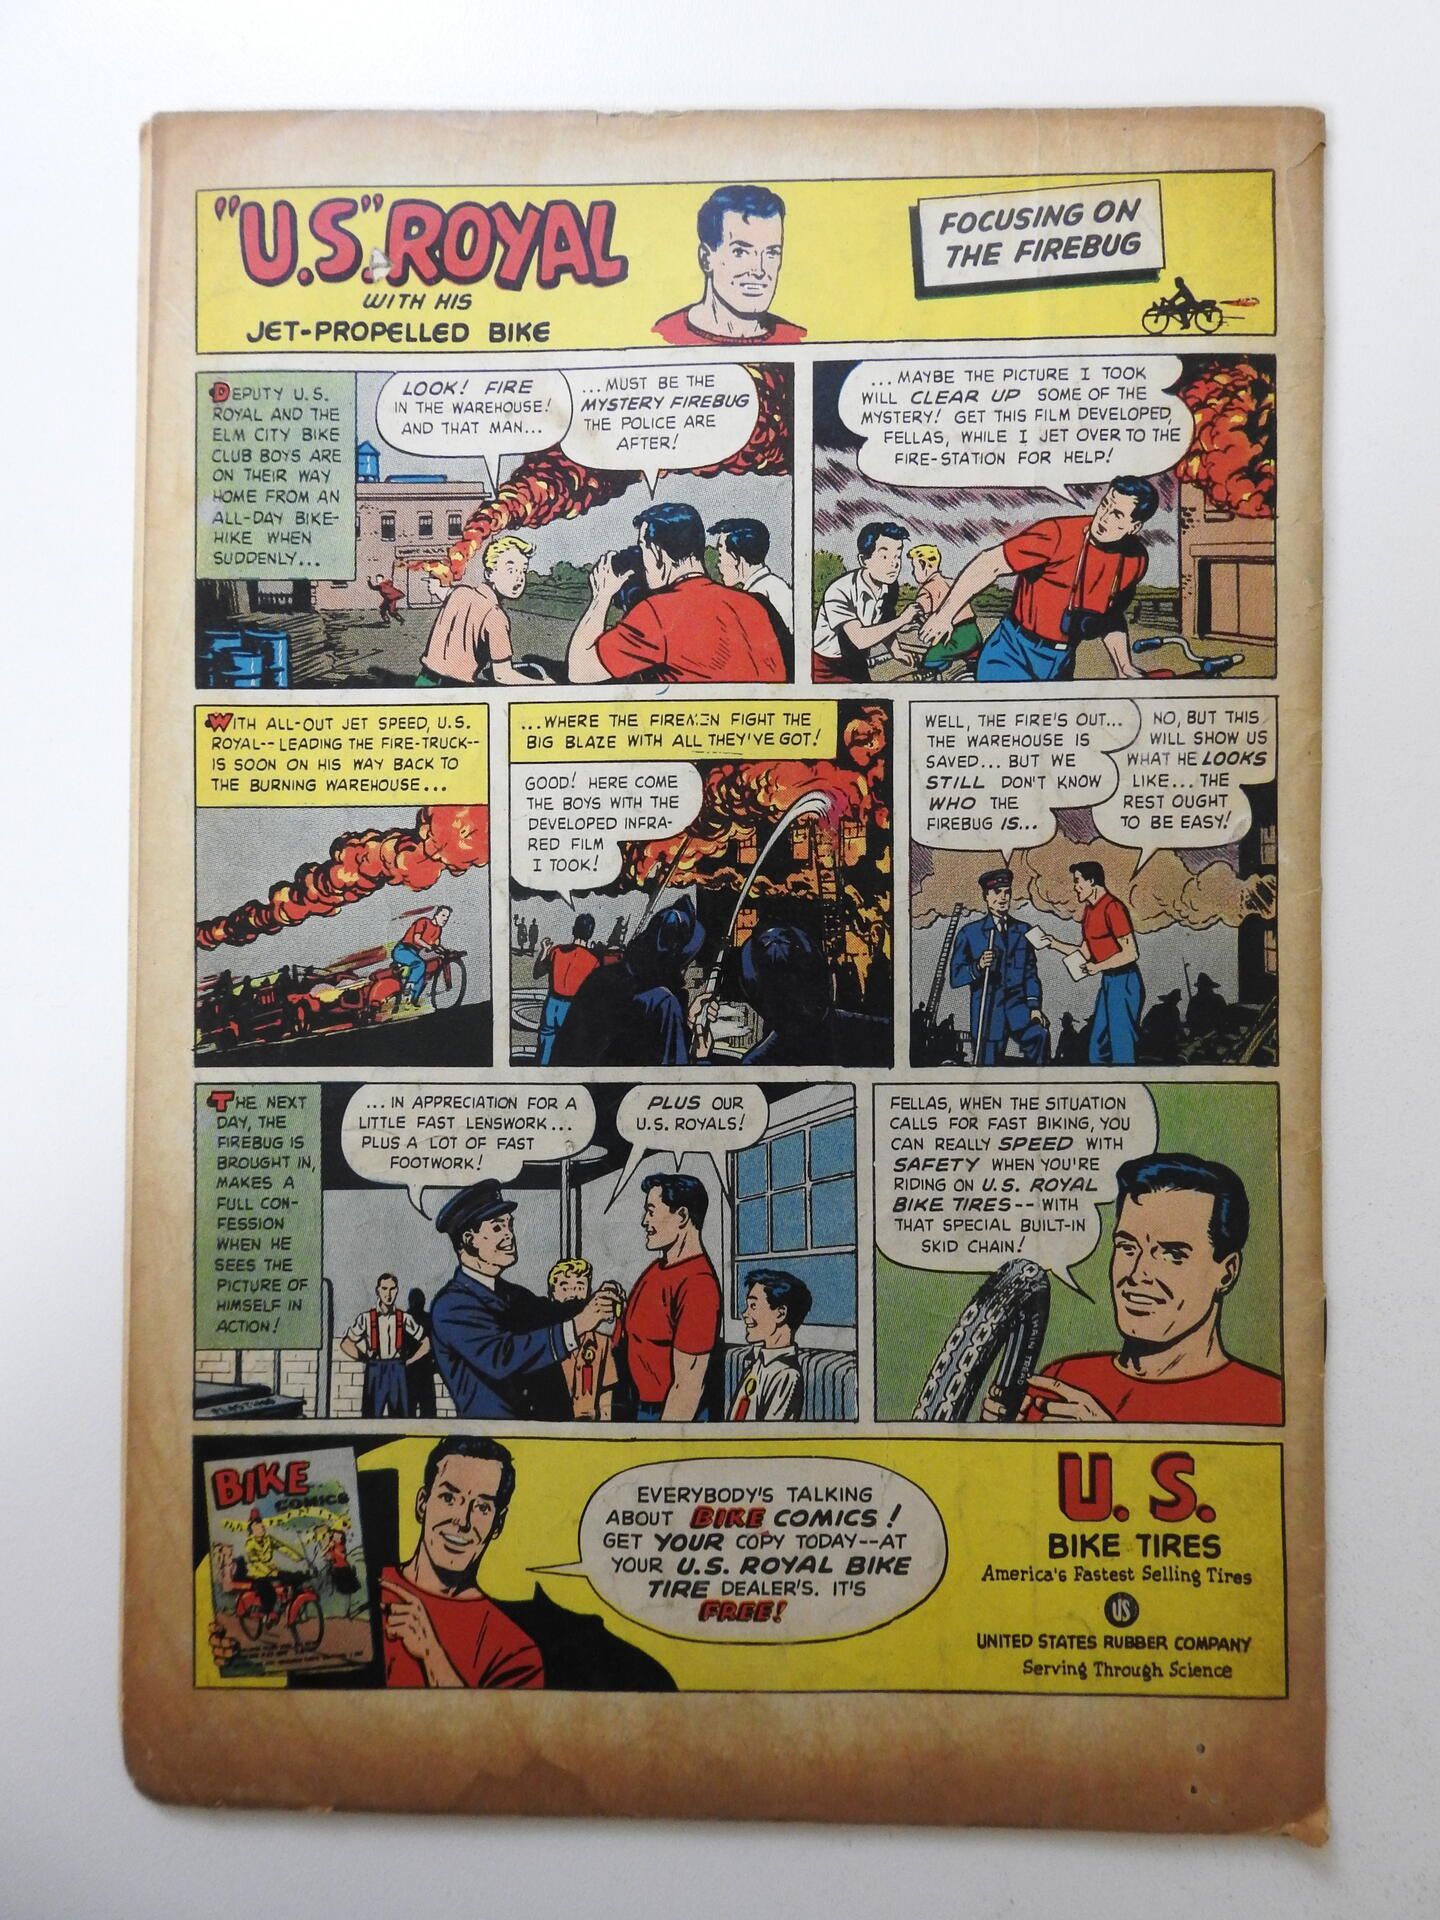 "U.S." ROYAL
WITH HIS
JET-PROPELLED BIKE
FOCUSING ON
THE FIREBUG
DEPUTY U.S.
ROYAL AND THE
ELM CITY BIKE
CLUB BOYS ARE
ON THEIR WAY
HOME FROM AN
ALL-DAY BIKE-
HIKE WHEN
SUDDENLY...
LOOK! FIRE
IN THE WAREHOUSE!
AND THAT MAN...
...MUST BE THE
MYSTERY FIREBUG
THE POLICE ARE
AFTER!
...MAYBE THE PICTURE I TOOK
WILL CLEAR UP SOME OF THE
MYSTERY! GET THIS FILM DEVELOPED,
FELLAS, WHILE I JET OVER TO THE
FIRE-STATION FOR HELP!
WITH ALL-OUT JET SPEED, U.S.
ROYAL--LEADING THE FIRE-TRUCK--
IS SOON ON HIS WAY BACK TO
THE BURNING WAREHOUSE...
...WHERE THE FIREMEN FIGHT THE
BIG BLAZE WITH ALL THEY'VE GOT!
GOOD! HERE COME
THE BOYS WITH THE
DEVELOPED INFRA-
RED FILM
I TOOK!
WELL, THE FIRE'S OUT...
THE WAREHOUSE IS
SAVED... BUT WE
STILL DON'T KNOW
WHO THE
FIREBUG IS...
NO, BUT THIS
WILL SHOW US
WHAT HE LOOKS
LIKE... THE
REST OUGHT
TO BE EASY!
THE NEXT
DAY, THE
FIREBUG IS
BROUGHT IN,
MAKES A
FULL CON-
FESSION
WHEN HE
SEES THE
PICTURE OF
HIMSELF IN
ACTION!
...IN APPRECIATION FOR A
LITTLE FAST LENSWORK...
PLUS A LOT OF FAST
FOOTWORK!
PLUS OUR
U.S. ROYALS!
FELLAS, WHEN THE SITUATION
CALLS FOR FAST BIKING, YOU
CAN REALLY SPEED WITH
SAFETY WHEN YOU'RE
RIDING ON U.S. ROYAL
BIKE TIRES--WITH
THAT SPECIAL BUILT-IN
SKID CHAIN!
CHAIN TREAD
BIKE
COMICS
EVERYBODY'S TALKING
ABOUT BIKE COMICS!
GET YOUR COPY TODAY--AT
YOUR U.S. ROYAL BIKE
TIRE DEALER'S. IT'S
FREE!
U.S.
BIKE TIRES
America's Fastest Selling Tires
US
UNITED STATES RUBBER COMPANY
Serving Through Science